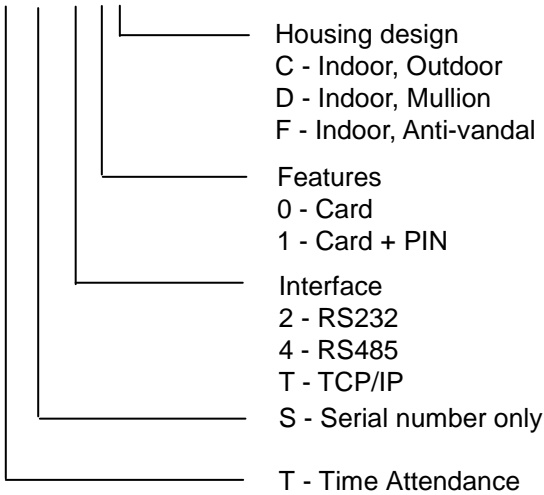 Housing design
C - Indoor, Outdoor
D - Indoor, Mullion
F - Indoor, Anti-vandal
Features
0 - Card
1 - Card + PIN
Interface
2 - RS232
4 - RS485
T - TCP/IP
S - Serial number only
T - Time Attendance